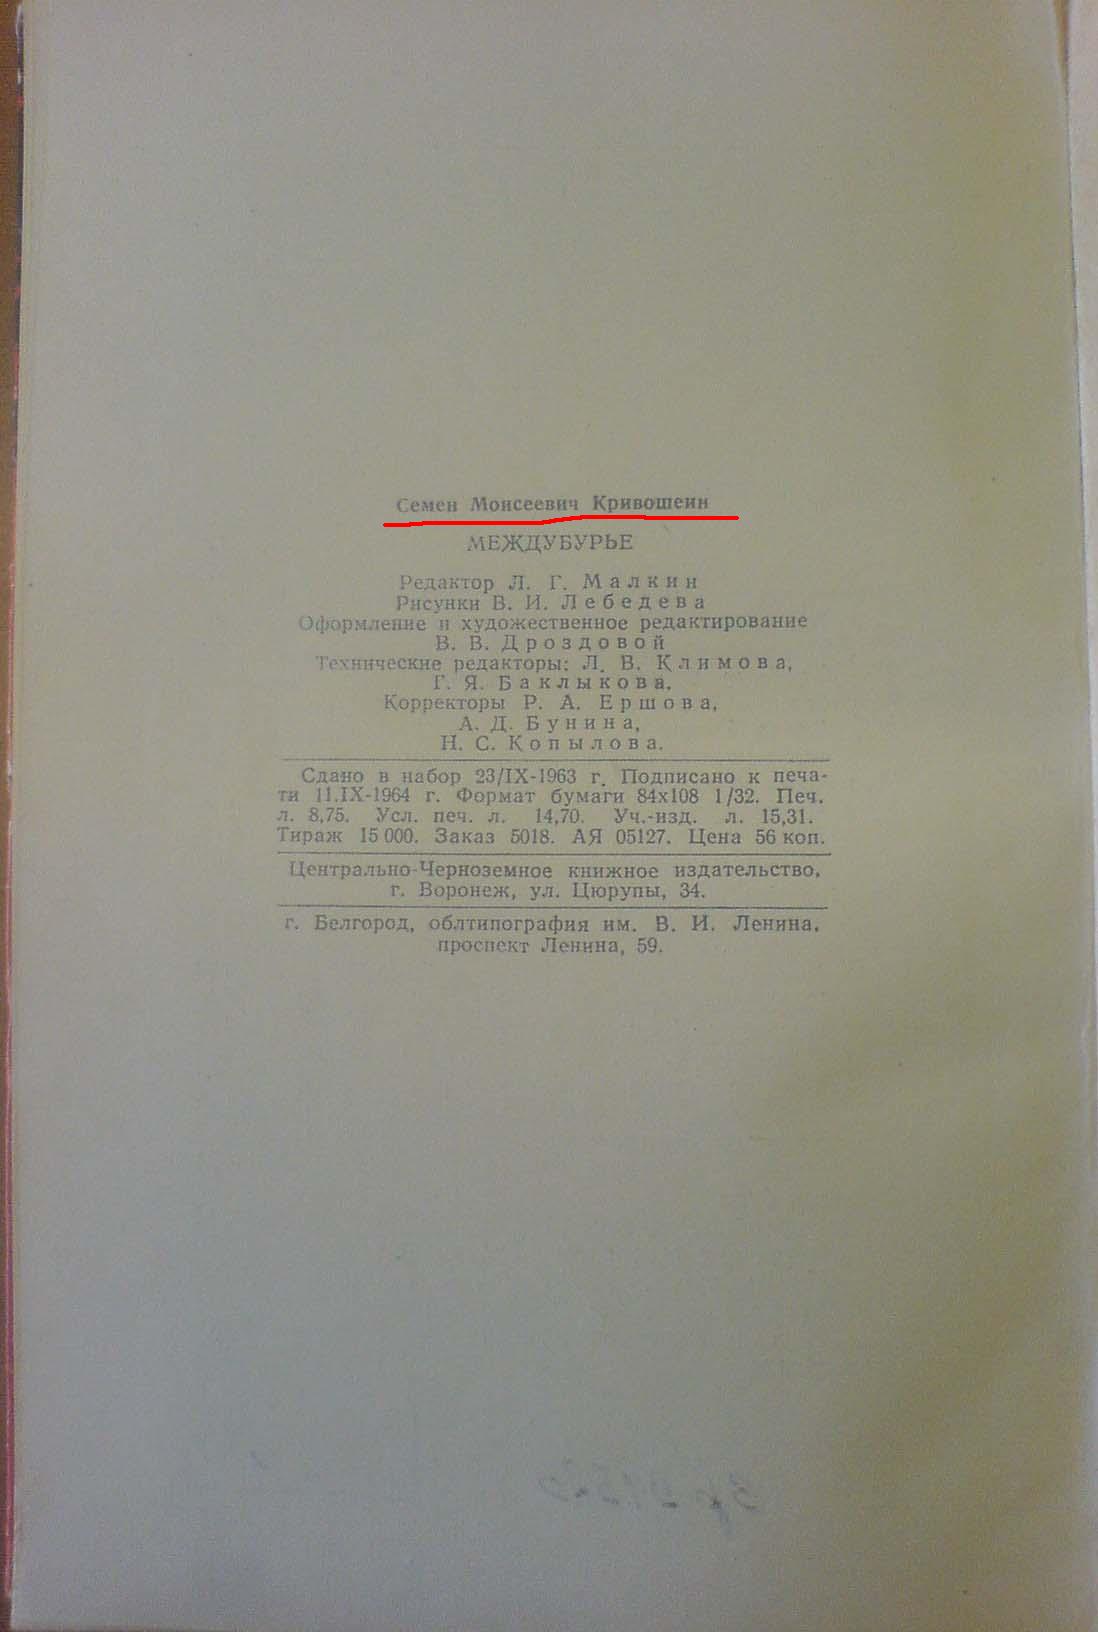 Семен Моисеевич Кривошеин
МЕЖДУБУРЬЕ
Редактор Л. Г. Малкин
Рисунки В. И. Лебедева
Оформление и художественное редактирование
В. В. Дроздовой
Технические редакторы: Л. В. Климова,
Г. Я. Баклыкова.
Корректоры Р. А. Ершова,
А. Д. Бунина,
Н. С. Копылова.
Сдано в набор 23/IX-1963 г. Подписано к печа-
ти 11.IX-1964 г. Формат бумаги 84х108 1/32. Печ.
л. 8,75. Усл. печ. л. 14,70. Уч.-изд. л. 15,31.
Тираж 15 000. Заказ 5018. АЯ 05127. Цена 56 коп.
Центрально-Черноземное книжное издательство,
г. Воронеж, ул. Цюрупы, 34.
г. Белгород, облтипография им. В. И. Ленина,
проспект Ленина, 59.